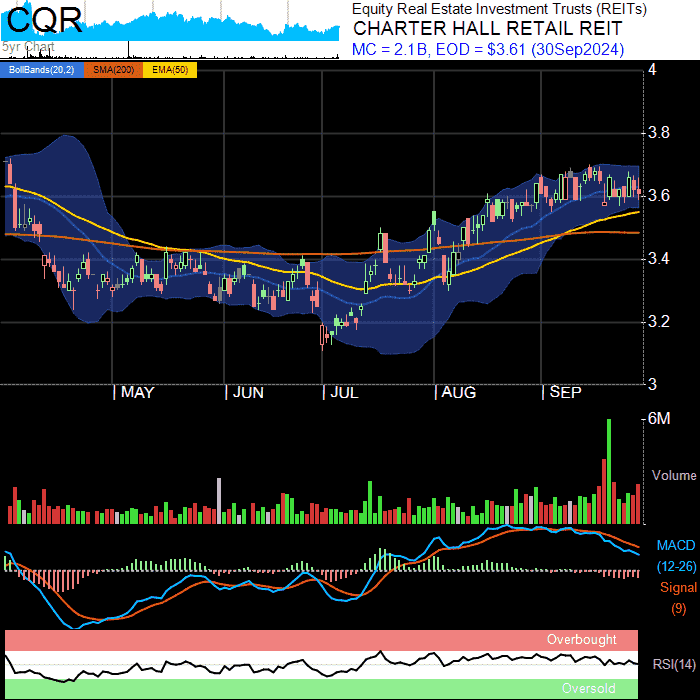 CQR
5yr Chart
Equity Real Estate Investment Trusts (REITs)
CHARTER HALL RETAIL REIT
MC = 2.1B, EOD = $3.61 (30Sep2024)
BollBands(20,2) SMA(200) EMA(50)
4
3.8
3.6
3.4
3.2
3
MAY JUN JUL AUG SEP
6M
Volume
MACD
(12-26)
Signal
(9)
Overbought
RSI(14)
Oversold